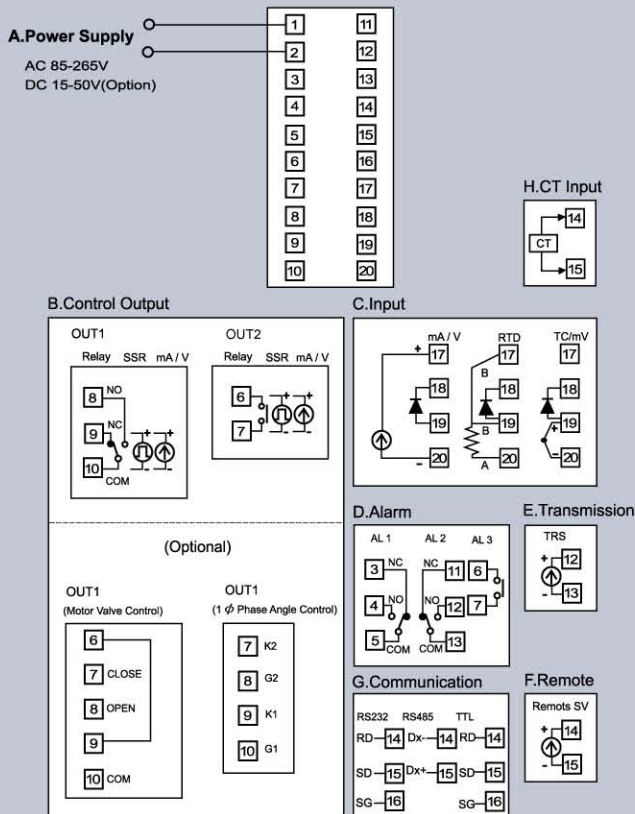 A.Power Supply
AC 85-265V
DC 15-50V(Option)
1 11
2 12
3 13
4 14
5 15
6 16
7 17
8 18
9 19
10 20
H.CT Input
14
CT
15
B.Control Output
OUT1
Relay SSR mA / V
8 NO
9 NC
10 COM
+ +
- -
OUT2
Relay SSR mA / V
6 + +
7 - -
(Optional)
OUT1
(Motor Valve Control)
6
7 CLOSE
8 OPEN
9
10 COM
OUT1
(1 ϕ Phase Angle Control)
7 K2
8 G2
9 K1
10 G1
C.Input
mA / V RTD TC/mV
+ 17 17 17
B
18 18 18
19 B 19 + 19
- 20 A 20 - 20
D.Alarm
AL 1 AL 2 AL 3
3 NC NC 11 6
4 NO NO 12 7
5 COM COM 13
E.Transmission
TRS
+ 12
- 13
G.Communication
RS232 RS485 TTL
RD 14 Dx- 14 RD 14
SD 15 Dx+ 15 SD 15
SG 16 SG 16
F.Remote
Remots SV
+ 14
- 15